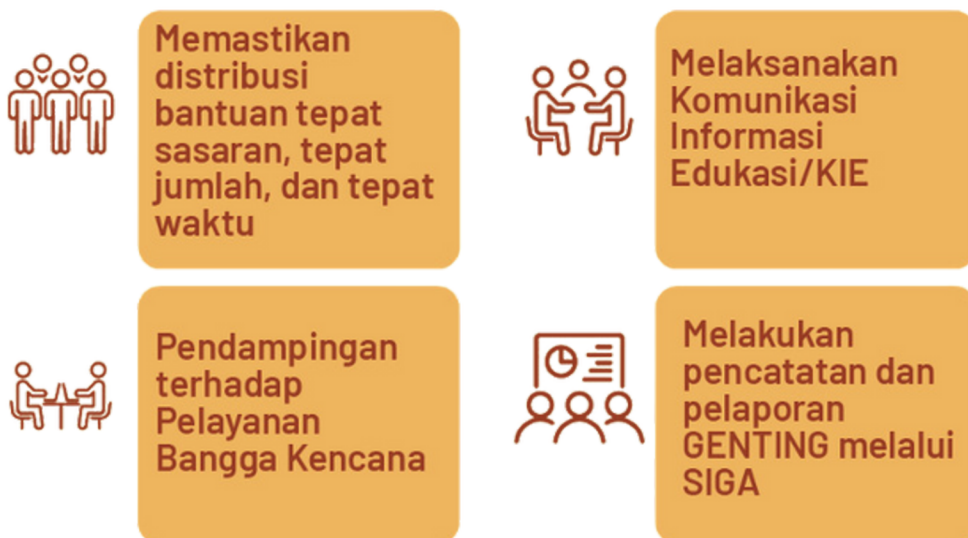 Memastikan
distribusi
bantuan tepat
sasaran, tepat
jumlah, dan tepat
waktu
Melaksanakan
Komunikasi
Informasi
Edukasi/KIE
Pendampingan
terhadap
Pelayanan
Bangga Kencana
Melakukan
pencatatan dan
pelaporan
GENTING melalui
SIGA